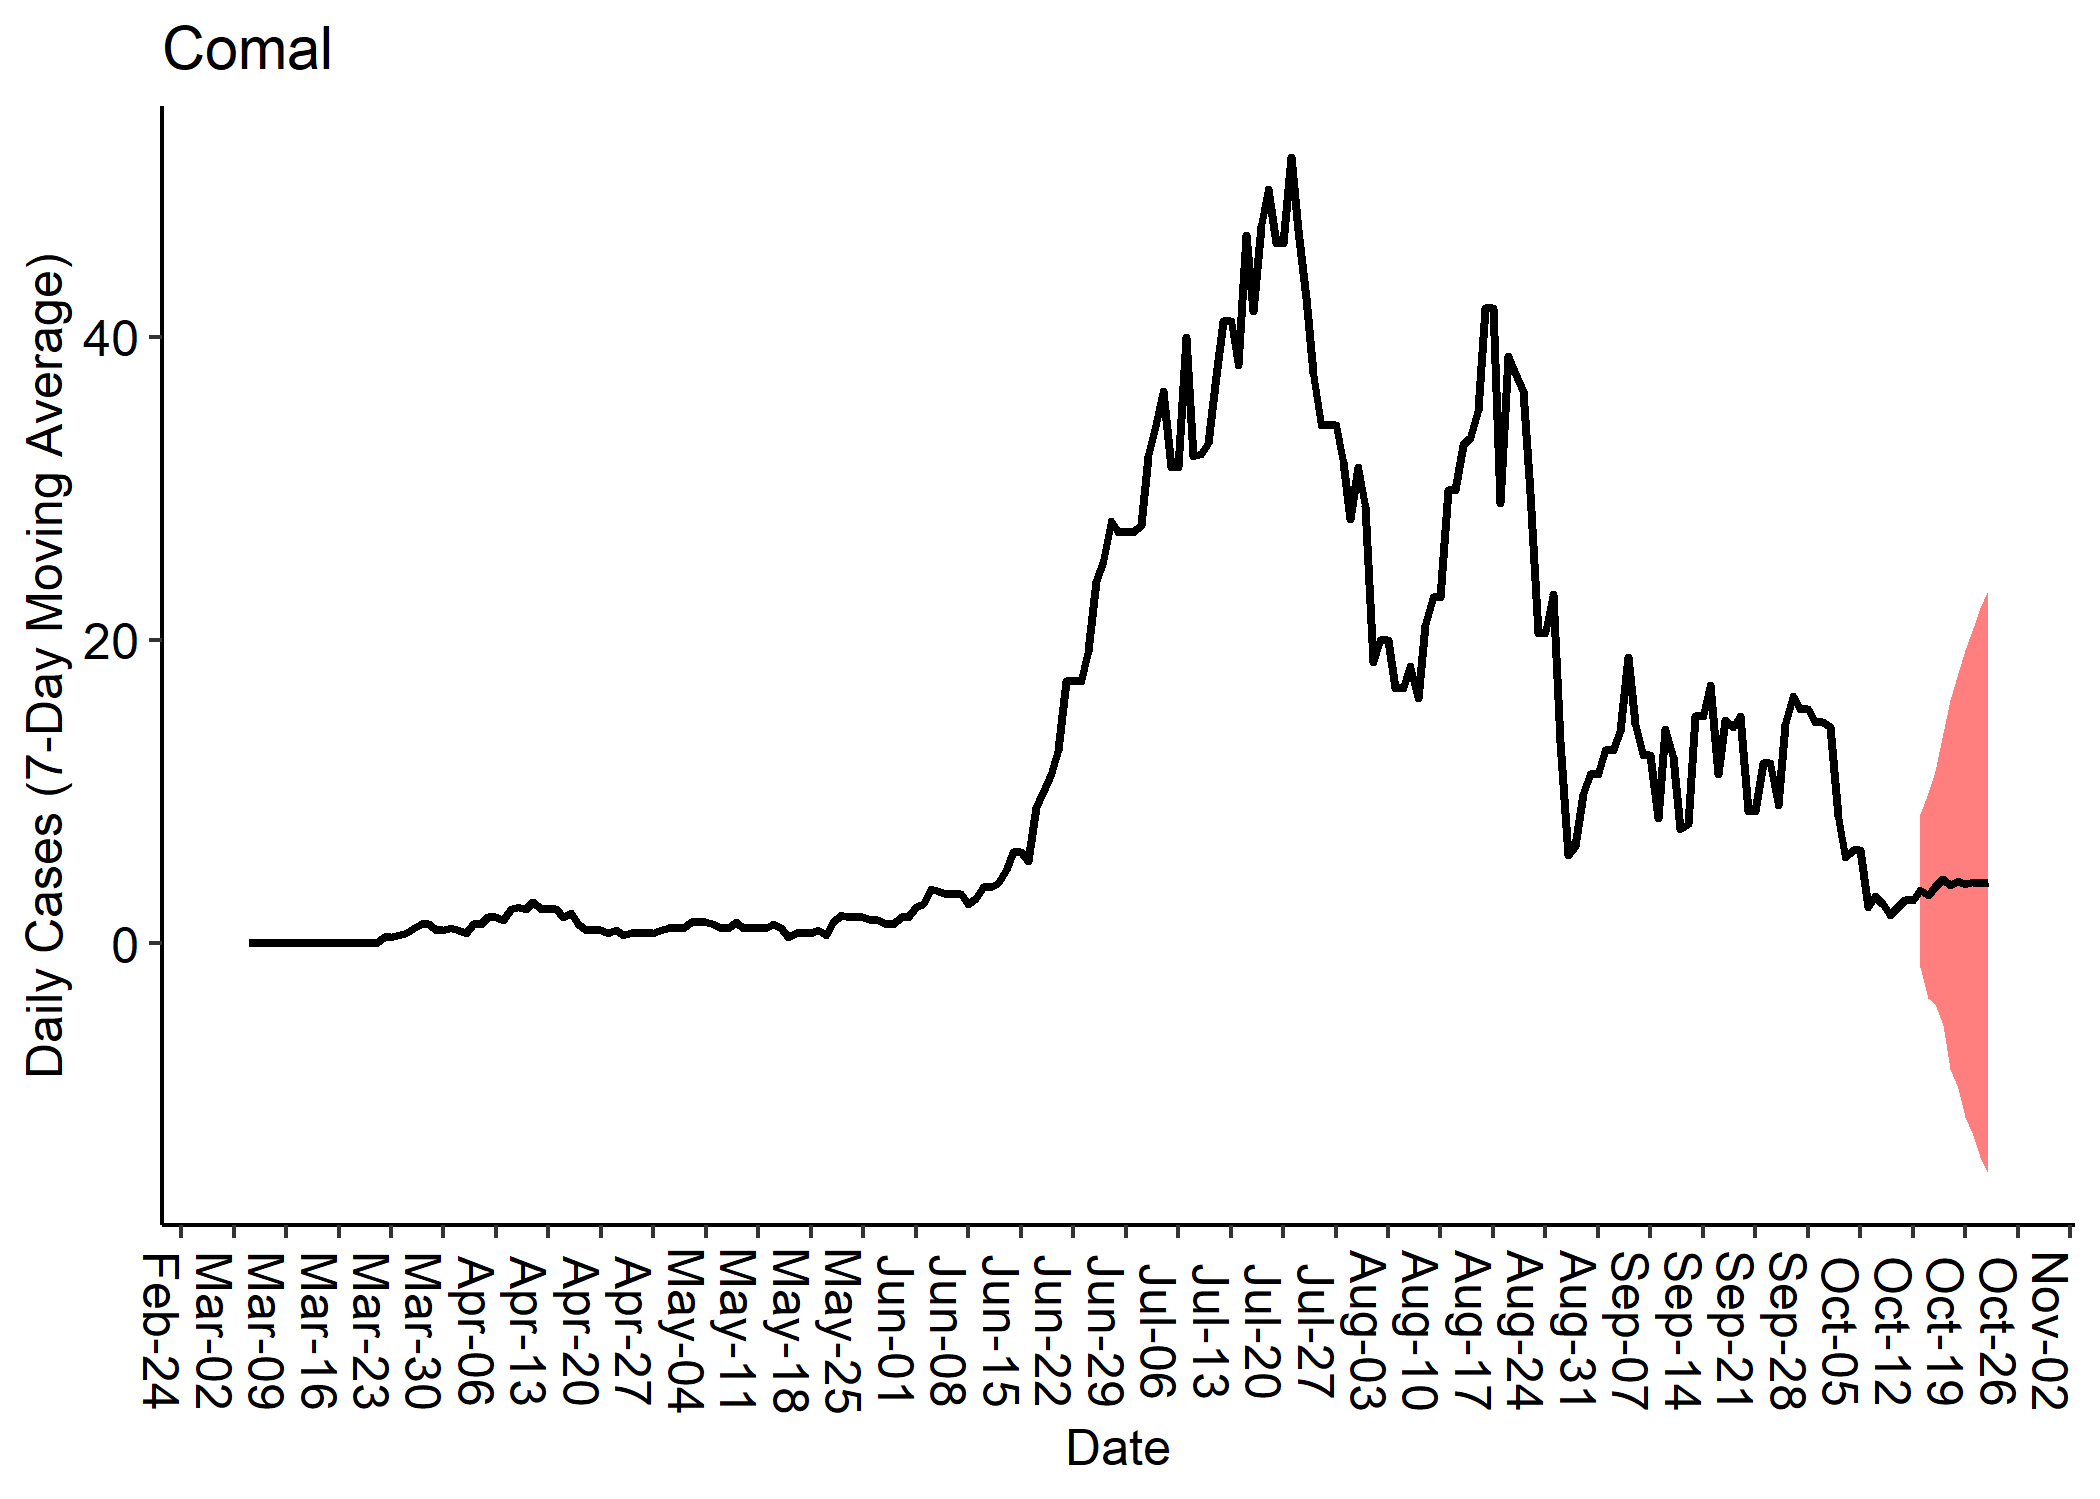 Comal
Daily Cases (7-Day Moving Average)
40
20
0
Feb-24
Mar-02
Mar-09
Mar-16
Mar-23
Mar-30
Apr-06
Apr-13
Apr-20
Apr-27
May-04
May-11
May-18
May-25
Jun-01
Jun-08
Jun-15
Jun-22
Jun-29
Jul-06
Jul-13
Jul-20
Jul-27
Aug-03
Aug-10
Aug-17
Aug-24
Aug-31
Sep-07
Sep-14
Sep-21
Sep-28
Oct-05
Oct-12
Oct-19
Oct-26
Nov-02
Date